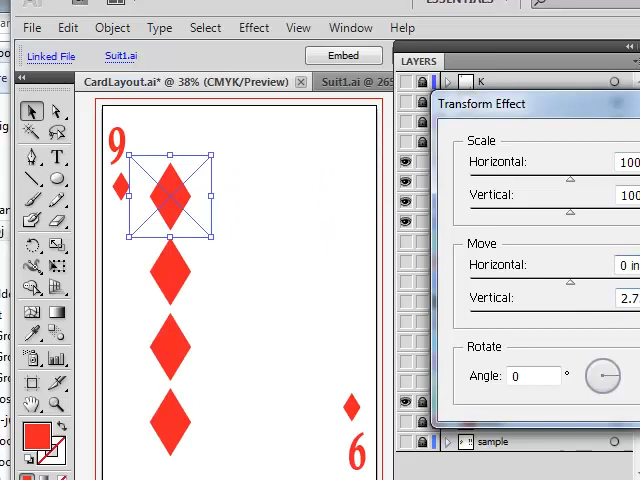 ESSENTIALS
File Edit Object Type Select Effect View Window Help
Linked File Suit1.ai Embed
CardLayout.ai* @ 38% (CMYK/Preview) Suit1.ai @ 265
LAYERS
K
Transform Effect
Scale
Horizontal: 100
Vertical: 100
Move
Horizontal: 0 in
Vertical: 2.7
Rotate
Angle: 0 °
sample
9
9